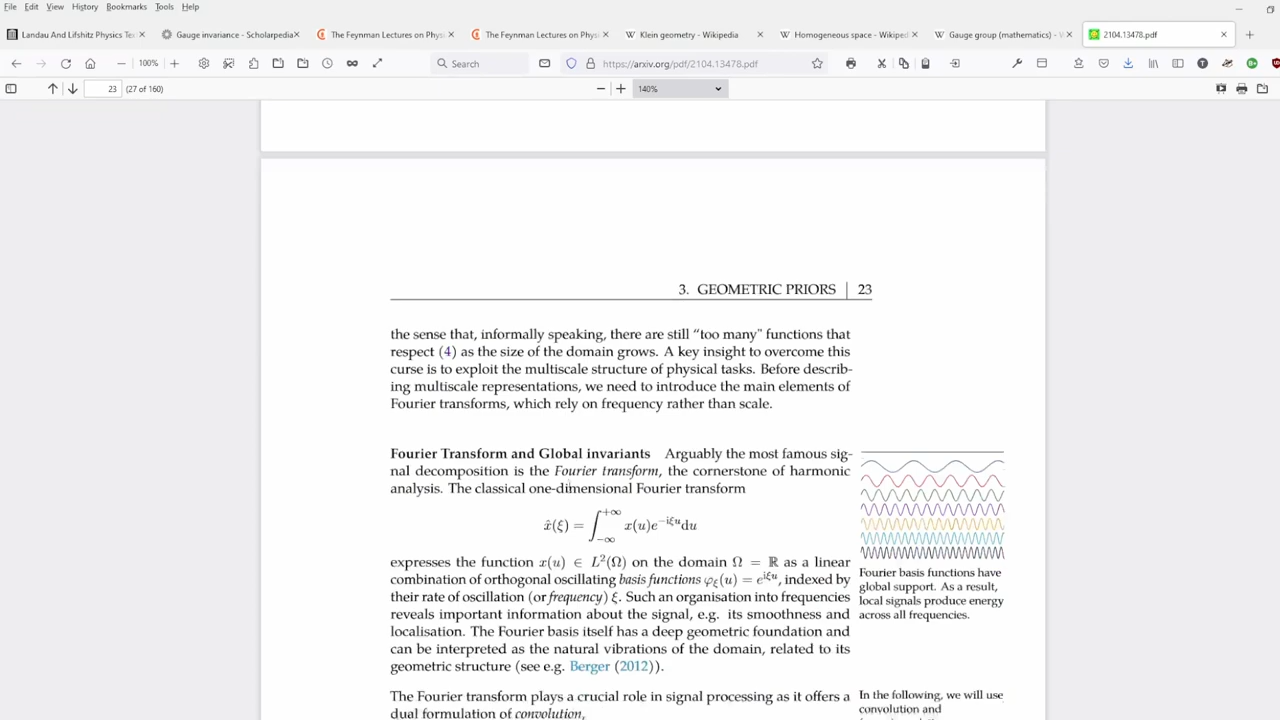 File Edit View History Bookmarks Tools Help
Landau And Lifshitz Physics Te
Gauge invariance - Scholarpedia
The Feynman Lectures on Physi
The Feynman Lectures on Physi
Klein geometry - Wikipedia
Homogeneous space - Wikiped
Gauge group (mathematics) - W
2104.13478.pdf
100%
Search
https://arxiv.org/pdf/2104.13478.pdf
23 (27 of 160)
140%
3. GEOMETRIC PRIORS 23
the sense that, informally speaking, there are still “too many" functions that
respect (4) as the size of the domain grows. A key insight to overcome this
curse is to exploit the multiscale structure of physical tasks. Before describ-
ing multiscale representations, we need to introduce the main elements of
Fourier transforms, which rely on frequency rather than scale.
Fourier Transform and Global invariants Arguably the most famous sig-
nal decomposition is the Fourier transform, the cornerstone of harmonic
analysis. The classical one-dimensional Fourier transform
x̂(ξ) = ∫_{−∞}^{+∞} x(u)e^{−iξu}du
expresses the function x(u) ∈ L²(Ω) on the domain Ω = ℝ as a linear
combination of orthogonal oscillating basis functions φ_ξ(u) = e^{iξu}, indexed by
their rate of oscillation (or frequency) ξ. Such an organisation into frequencies
reveals important information about the signal, e.g. its smoothness and
localisation. The Fourier basis itself has a deep geometric foundation and
can be interpreted as the natural vibrations of the domain, related to its
geometric structure (see e.g. Berger (2012)).
Fourier basis functions have
global support. As a result,
local signals produce energy
across all frequencies.
The Fourier transform plays a crucial role in signal processing as it offers a
dual formulation of convolution,
In the following, we will use
convolution and